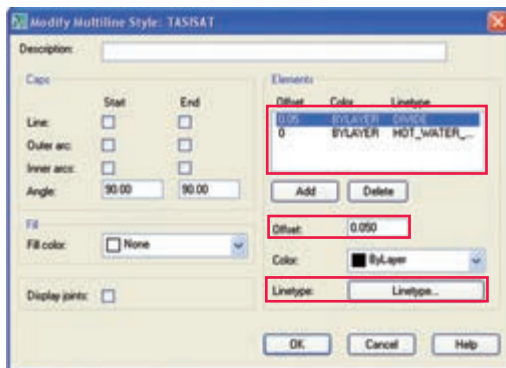 Modify Multiline Style: TASISAT
Description:
Caps
Start End
Line:
Outer arc:
Inner arcs:
Angle: 90.00 90.00
Fill
Fill color: None
Display joints:
Elements
Offset Color Linetype
0.05 BYLAYER DIVIDE
0 BYLAYER HOT_WATER_...
Add Delete
Offset: 0.050
Color: ByLayer
Linetype: Linetype...
OK Cancel Help